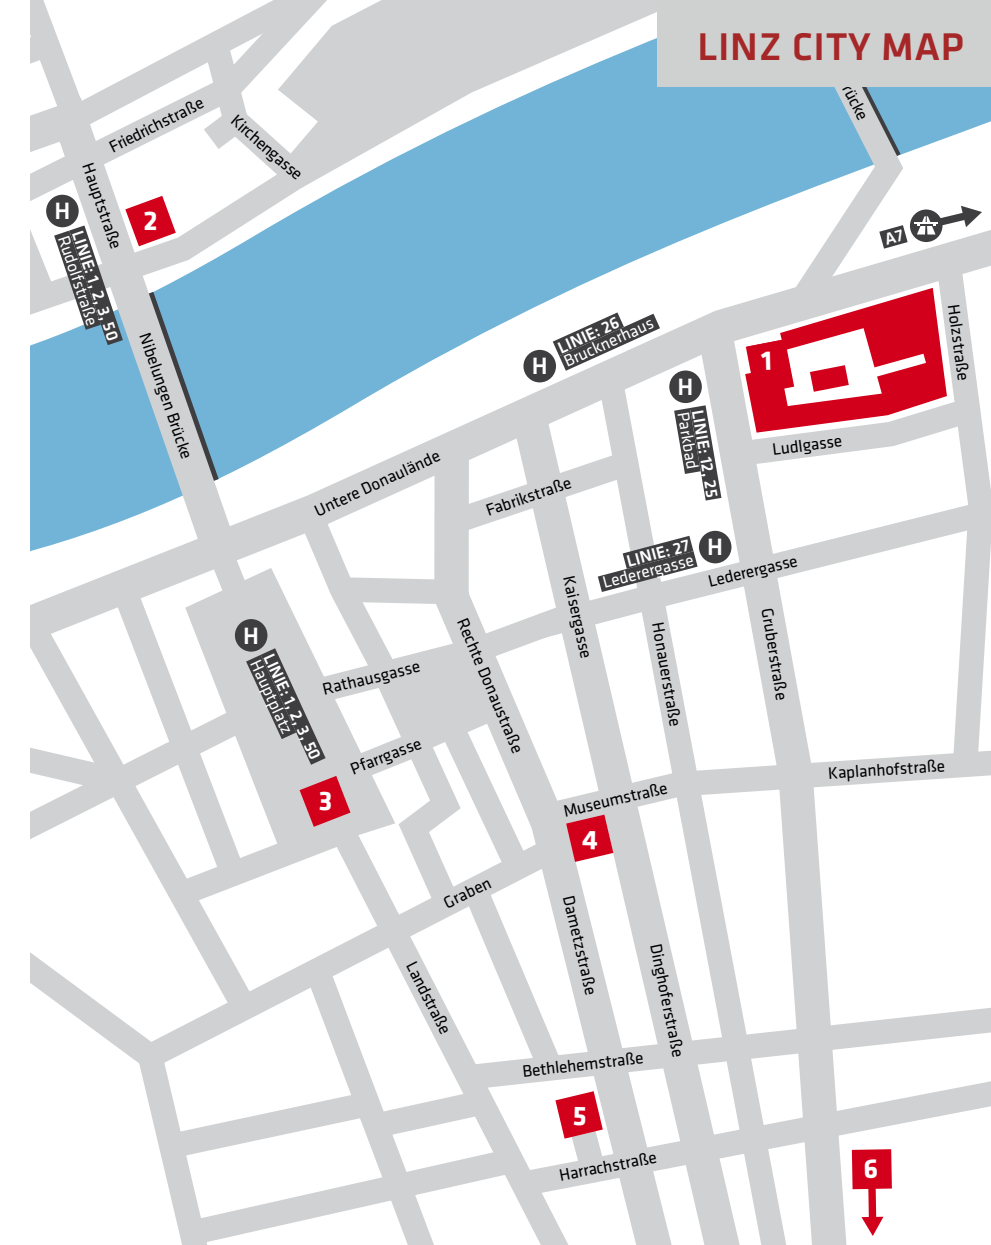 LINZ CITY MAP
rücke
Friedrichstraße
Kirchengasse
Hauptstraße
H
2
LINIE: 1, 2, 3, 50
Rudolfstraße
A7
Nibelungen Brücke
H
LINIE: 26
Brucknerhaus
1
Holzstraße
H
LINIE: 12, 25
Parkbad
Ludlgasse
Untere Donaulände
Fabrikstraße
LINIE: 27
Lederergasse
H
Lederergasse
Kaisergasse
Honauerstraße
Gruberstraße
H
LINIE: 1, 2, 3, 50
Hauptplatz
Rathausgasse
Rechte Donaustraße
Pfarrgasse
Kaplanhofstraße
3
Museumstraße
4
Graben
Dametzstraße
Dinghoferstraße
Landstraße
Bethlehemstraße
5
Harrachstraße
6